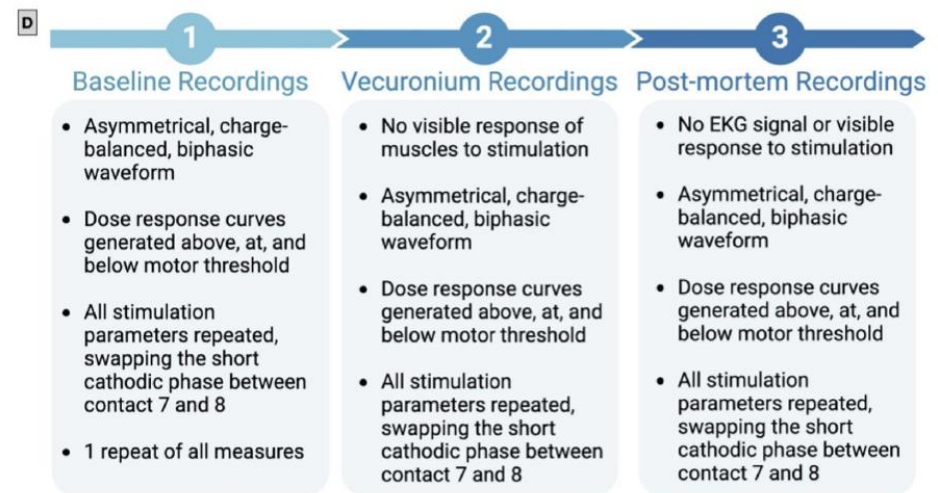 D
1
2
3
Baseline Recordings
Vecuronium Recordings
Post-mortem Recordings
• Asymmetrical, charge-
balanced, biphasic
waveform
• Dose response curves
generated above, at, and
below motor threshold
• All stimulation
parameters repeated,
swapping the short
cathodic phase between
contact 7 and 8
• 1 repeat of all measures
• No visible response of
muscles to stimulation
• Asymmetrical, charge-
balanced, biphasic
waveform
• Dose response curves
generated above, at, and
below motor threshold
• All stimulation
parameters repeated,
swapping the short
cathodic phase between
contact 7 and 8
• No EKG signal or visible
response to stimulation
• Asymmetrical, charge-
balanced, biphasic
waveform
• Dose response curves
generated above, at, and
below motor threshold
• All stimulation
parameters repeated,
swapping the short
cathodic phase between
contact 7 and 8